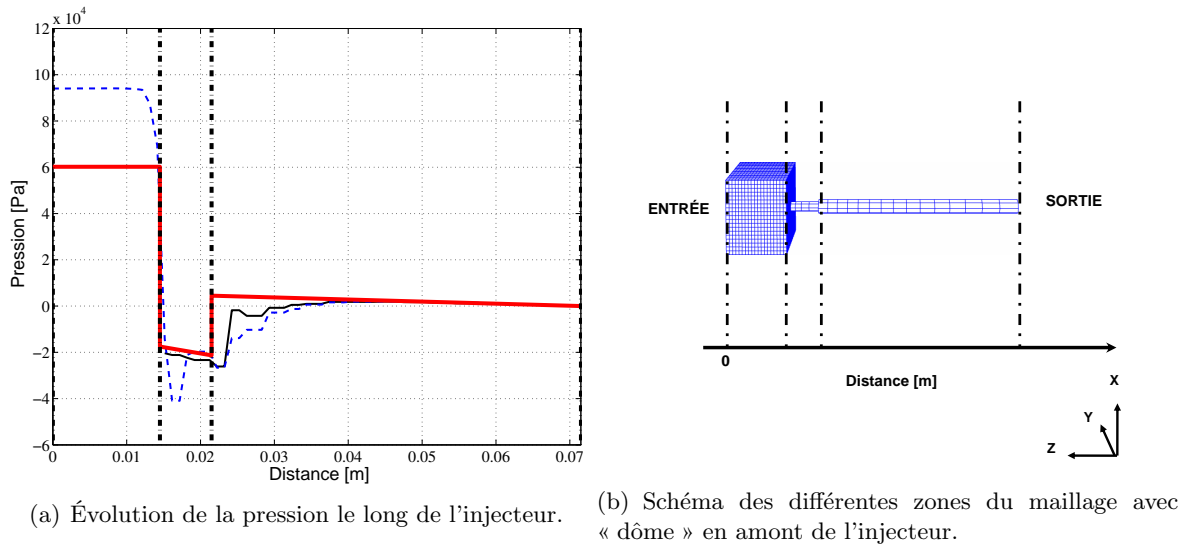 x 10⁴
12
10
8
6
4
2
0
−2
−4
−6
Pression [Pa]
0 0.01 0.02 0.03 0.04 0.05 0.06 0.07
Distance [m]
(a) Évolution de la pression le long de l'injecteur.
ENTRÉE
SORTIE
0
Distance [m]
X
Y
Z
(b) Schéma des différentes zones du maillage avec
« dôme » en amont de l'injecteur.